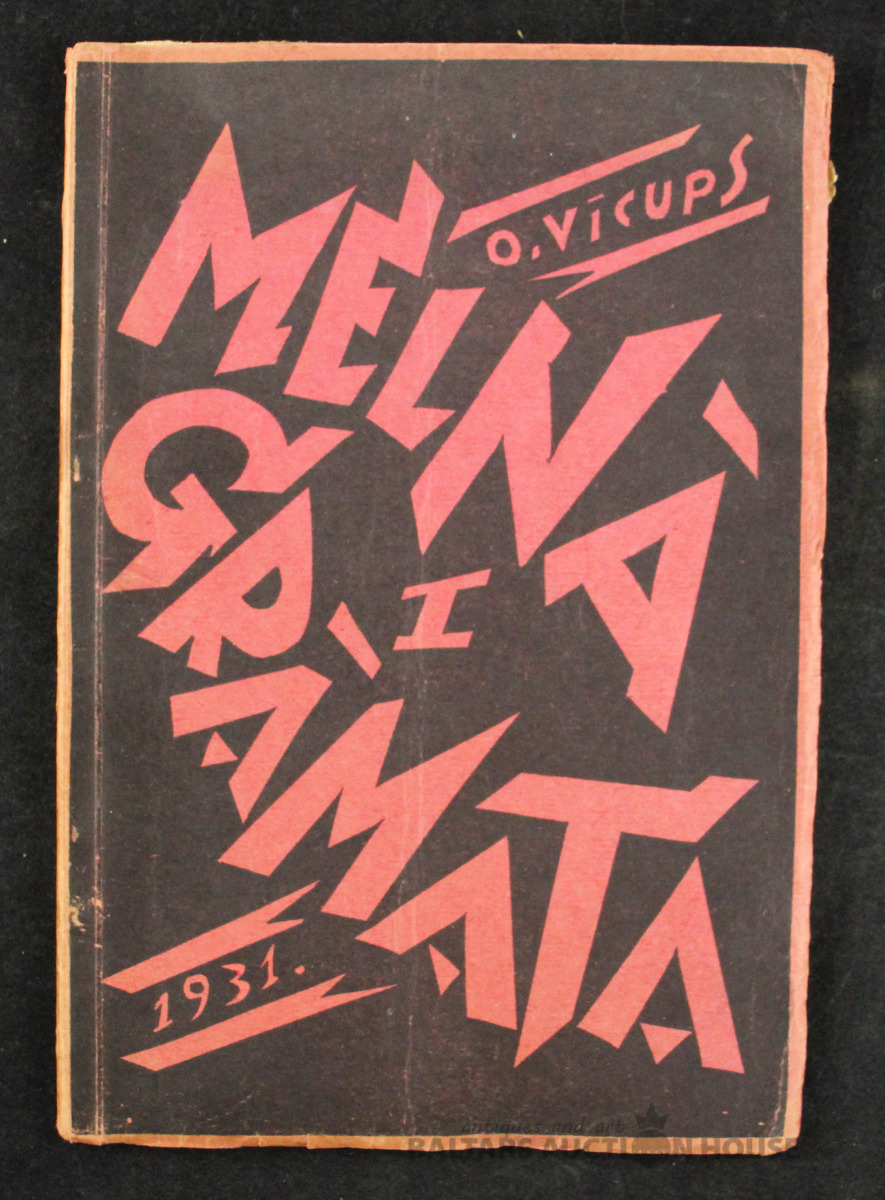 O. VĪCUPS
MELNĀ
GRĀMATA
I
1931.
antiques and art
BALTARS AUCTION HOUSE